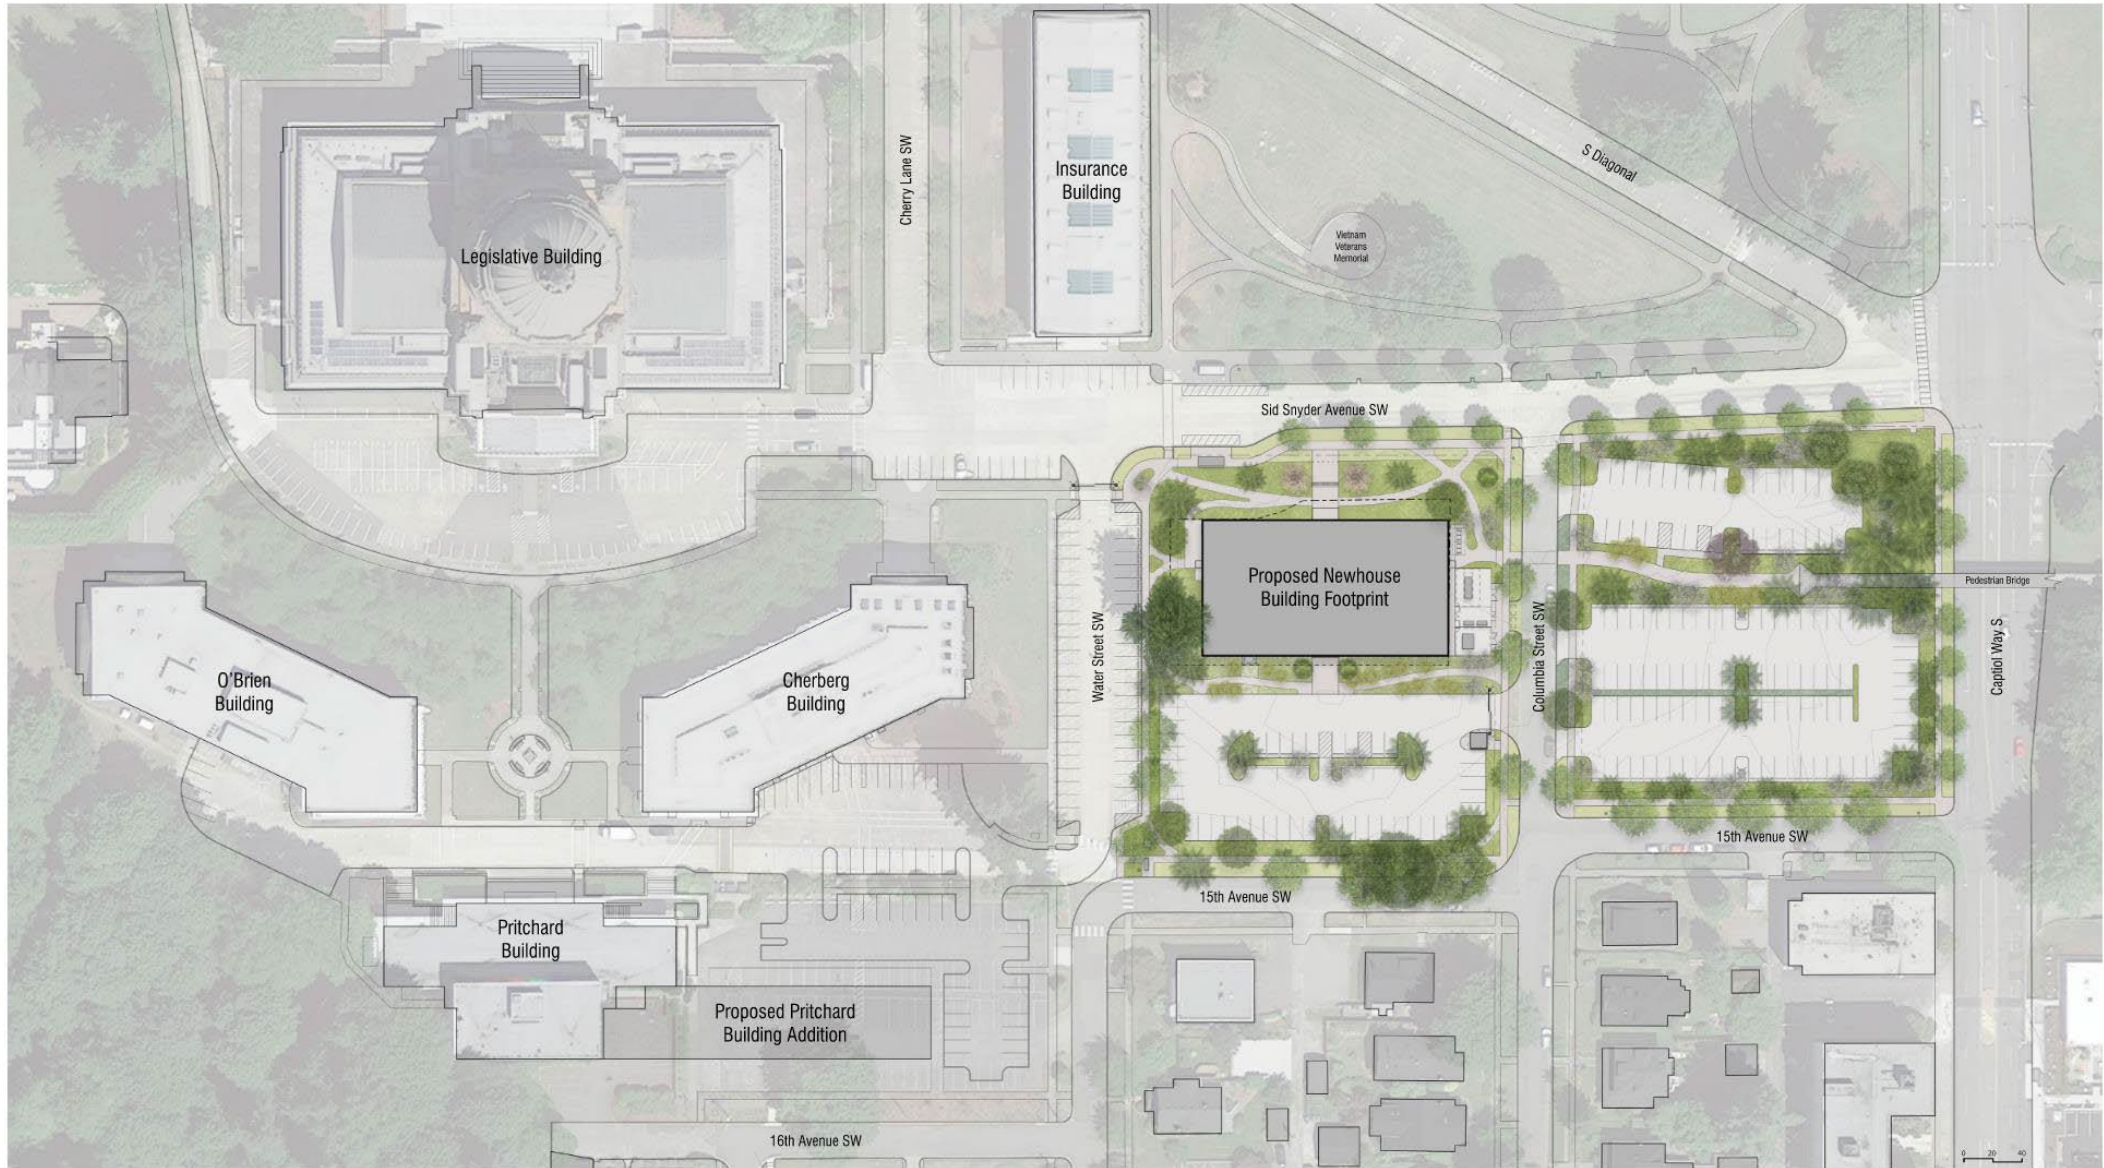 Cherry Lane SW
Insurance
Building
S Diagonal
Vietnam
Veterans
Memorial
Legislative Building
Sid Snyder Avenue SW
Proposed Newhouse
Building Footprint
Pedestrian Bridge
Water Street SW
Columbia Street SW
Captiol Way S
O'Brien
Building
Cherberg
Building
15th Avenue SW
15th Avenue SW
Pritchard
Building
Proposed Pritchard
Building Addition
16th Avenue SW
0 20 40